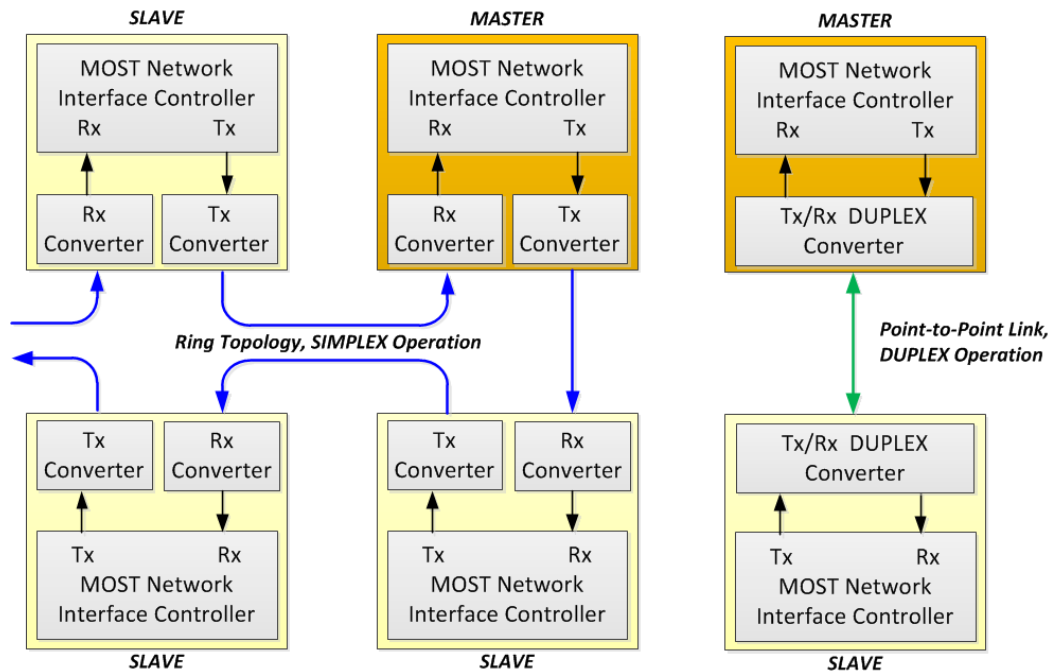 SLAVE
MOST Network
Interface Controller
Rx Tx
Rx
Converter
Tx
Converter
MASTER
MOST Network
Interface Controller
Rx Tx
Rx
Converter
Tx
Converter
MASTER
MOST Network
Interface Controller
Rx Tx
Tx/Rx DUPLEX
Converter
Ring Topology, SIMPLEX Operation
Point-to-Point Link,
DUPLEX Operation
Tx
Converter
Rx
Converter
Tx Rx
MOST Network
Interface Controller
SLAVE
Tx
Converter
Rx
Converter
Tx Rx
MOST Network
Interface Controller
SLAVE
Tx/Rx DUPLEX
Converter
Tx Rx
MOST Network
Interface Controller
SLAVE